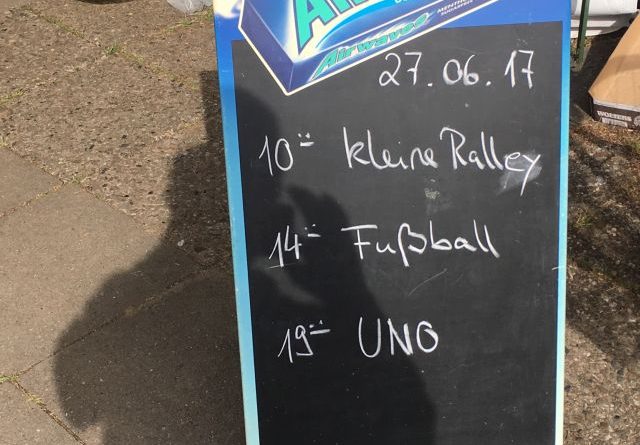 Airwaves
27.06.17
10:- kleine Ralley
14:- Fußball
19:- UNO